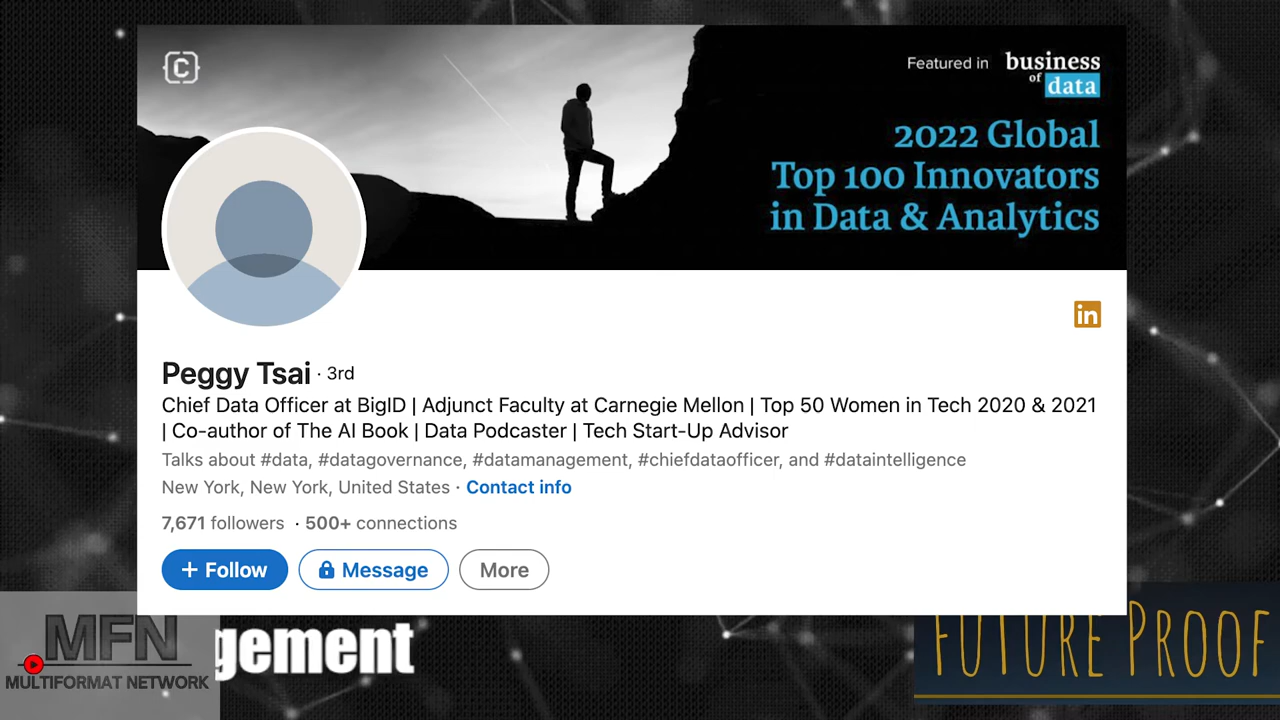 C
Featured in business of data
2022 Global
Top 100 Innovators
in Data & Analytics
in
Peggy Tsai · 3rd
Chief Data Officer at BigID | Adjunct Faculty at Carnegie Mellon | Top 50 Women in Tech 2020 & 2021
| Co-author of The AI Book | Data Podcaster | Tech Start-Up Advisor
Talks about #data, #datagovernance, #datamanagement, #chiefdataofficer, and #dataintelligence
New York, New York, United States · Contact info
7,671 followers · 500+ connections
+ Follow Message More
MFN
MULTIFORMAT NETWORK
gement
FUTURE PROOF